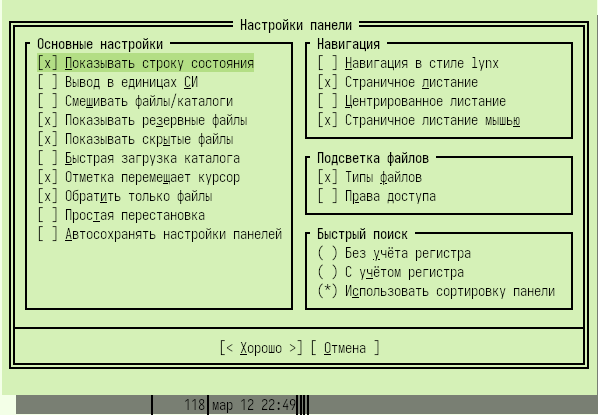 Настройки панели
Основные настройки
[x] Показывать строку состояния
[ ] Вывод в единицах СИ
[ ] Смешивать файлы/каталоги
[x] Показывать резервные файлы
[x] Показывать скрытые файлы
[ ] Быстрая загрузка каталога
[x] Отметка перемещает курсор
[x] Обратить только файлы
[ ] Простая перестановка
[ ] Автосохранять настройки панелей
Навигация
[ ] Навигация в стиле lynx
[x] Страничное листание
[ ] Центрированное листание
[x] Страничное листание мышью
Подсветка файлов
[x] Типы файлов
[ ] Права доступа
Быстрый поиск
( ) Без учёта регистра
( ) С учётом регистра
(*) Использовать сортировку панели
[< Хорошо >] [ Отмена ]
118 мар 12 22:49